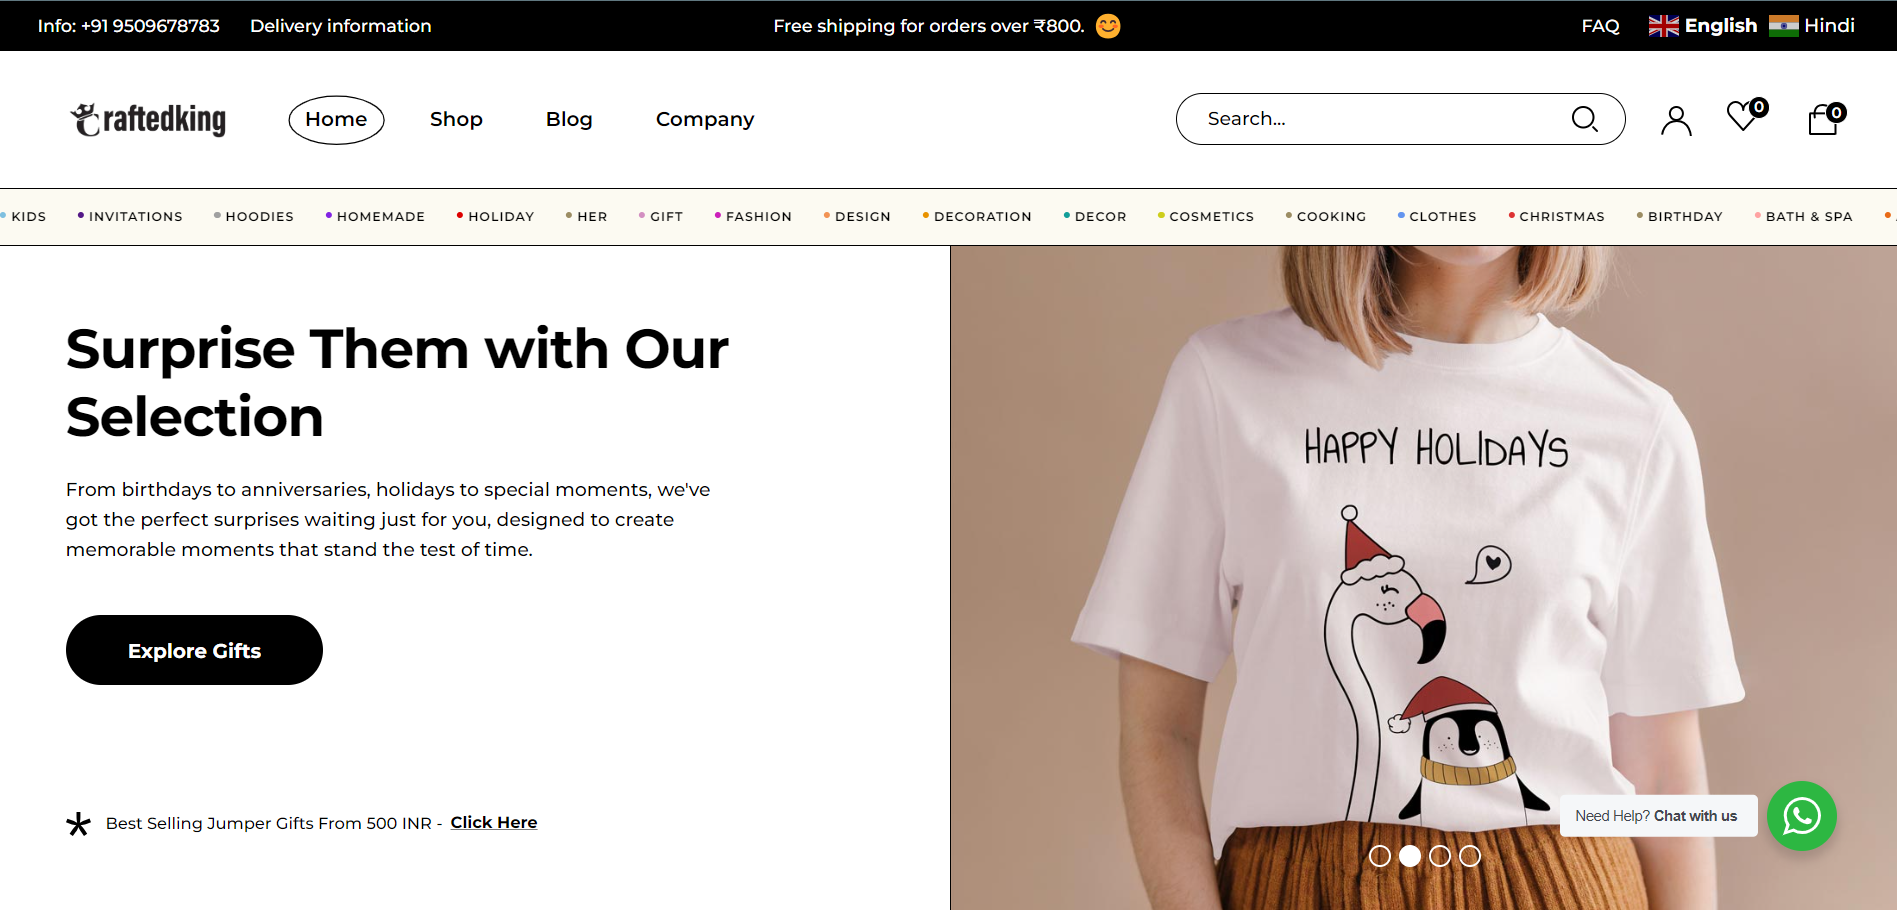 Info: +91 9509678783 Delivery information Free shipping for orders over ₹800. 😊 FAQ English Hindi
raftedking Home Shop Blog Company Search... 0 0
KIDS INVITATIONS HOODIES HOMEMADE HOLIDAY HER GIFT FASHION DESIGN DECORATION DECOR COSMETICS COOKING CLOTHES CHRISTMAS BIRTHDAY BATH & SPA
Surprise Them with Our
Selection
From birthdays to anniversaries, holidays to special moments, we've
got the perfect surprises waiting just for you, designed to create
memorable moments that stand the test of time.
Explore Gifts
Best Selling Jumper Gifts From 500 INR - Click Here
HAPPY HOLIDAYS
Need Help? Chat with us